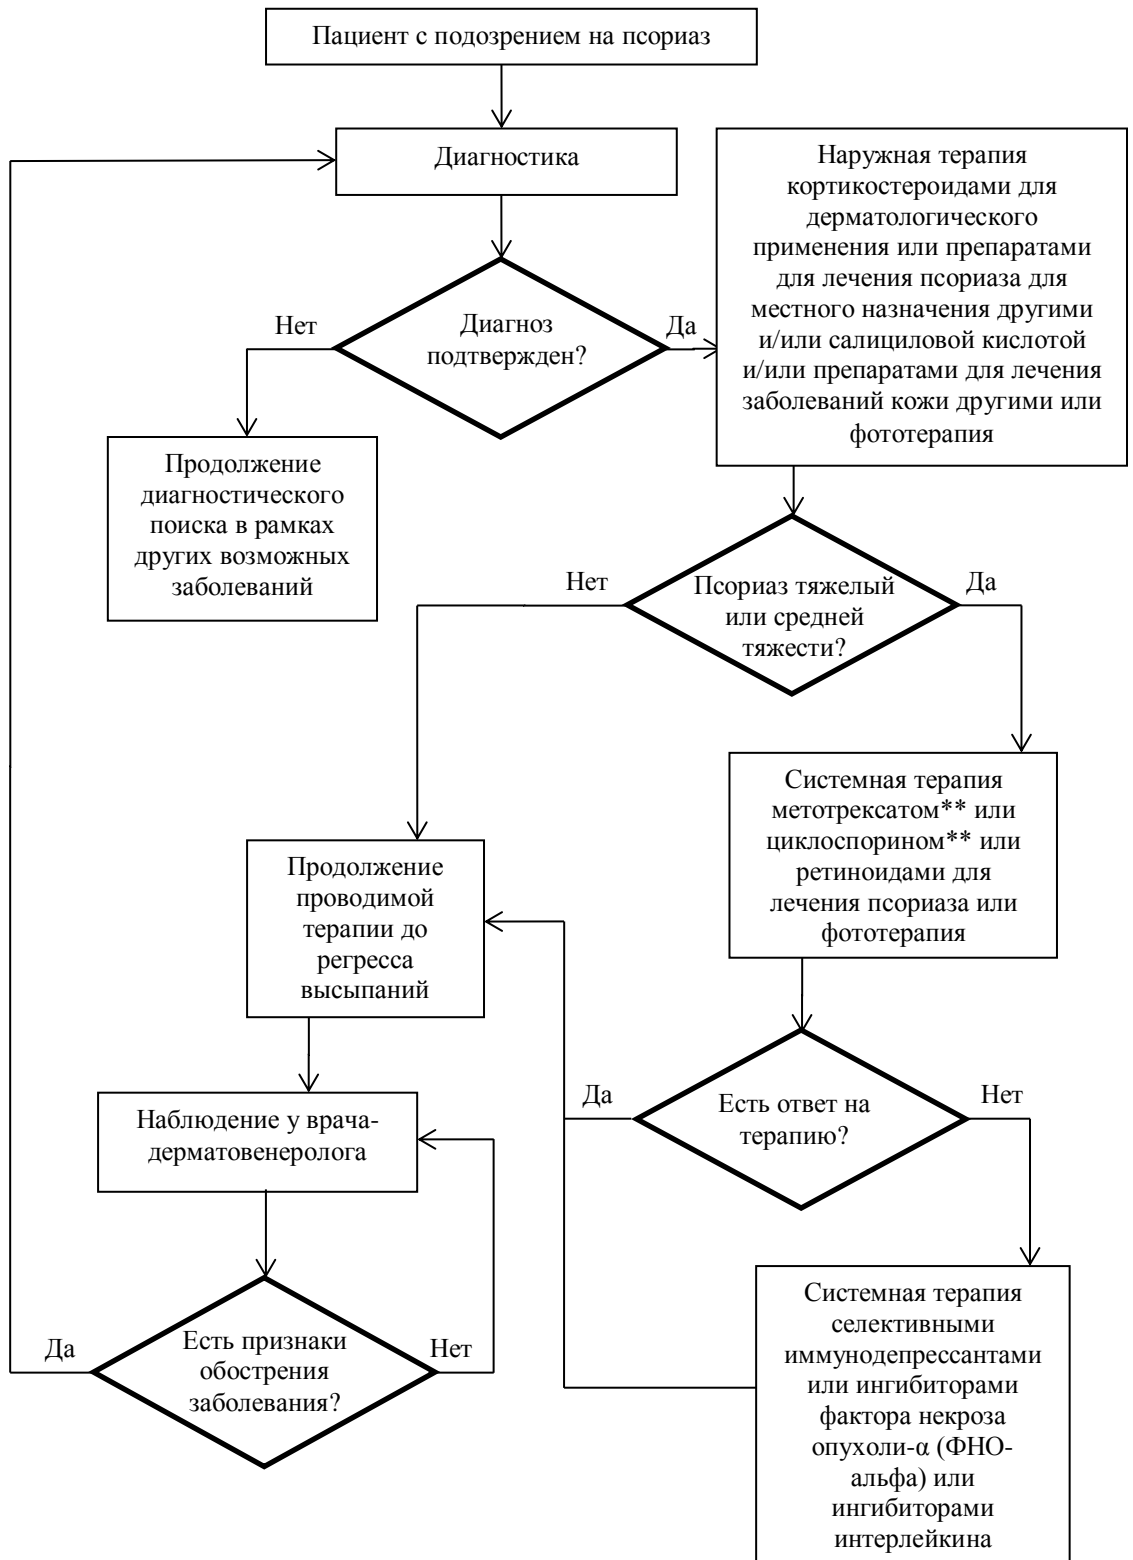 Пациент с подозрением на псориаз
Диагностика
Наружная терапия
кортикостероидами для
дерматологического
применения или препаратами
для лечения псориаза для
местного назначения другими
и/или салициловой кислотой
и/или препаратами для лечения
заболеваний кожи другими или
фототерапия
Нет
Диагноз
подтвержден?
Да
Продолжение
диагностического
поиска в рамках
других возможных
заболеваний
Нет
Псориаз тяжелый
или средней
тяжести?
Да
Системная терапия
метотрексатом** или
циклоспорином** или
ретиноидами для
лечения псориаза или
фототерапия
Продолжение
проводимой
терапии до
регресса
высыпаний
Да
Есть ответ на
терапию?
Нет
Наблюдение у врача-
дерматовенеролога
Да
Есть признаки
обострения
заболевания?
Нет
Системная терапия
селективными
иммунодепрессантами
или ингибиторами
фактора некроза
опухоли-α (ФНО-
альфа) или
ингибиторами
интерлейкина